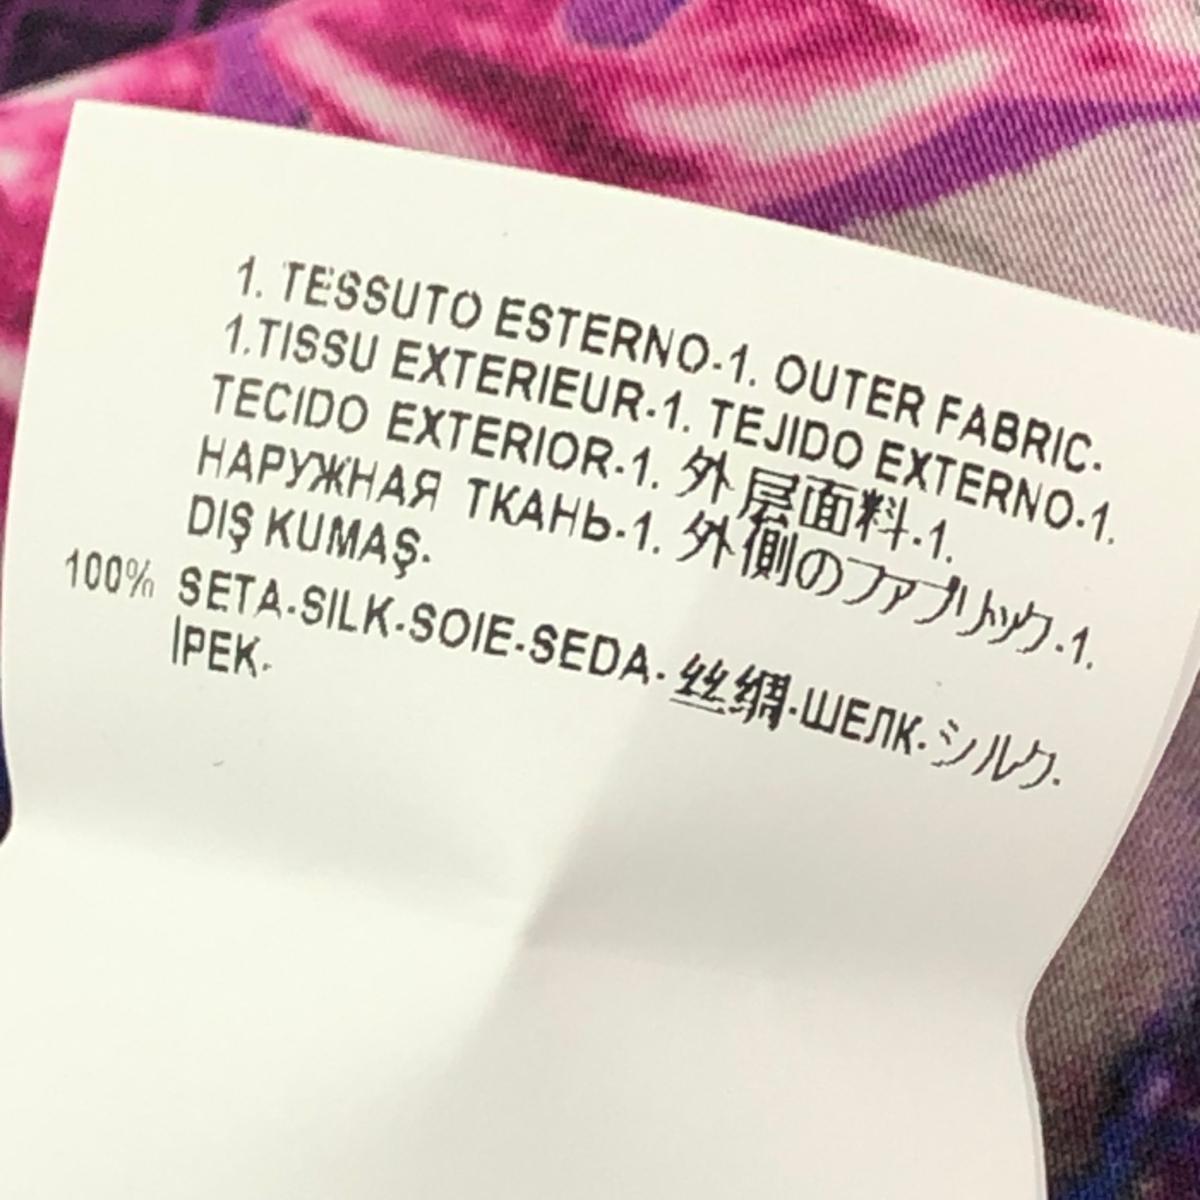 1. TESSUTO ESTERNO-1. OUTER FABRIC-
1.TISSU EXTERIEUR-1. TEJIDO EXTERNO-1.
TECIDO EXTERIOR-1. 外层面料-1.
НАРУЖНАЯ ТКАНЬ-1. 外側のファブリック-1.
DIŞ KUMAŞ-
100% SETA-SILK-SOIE-SEDA-丝绸-ШЕЛК-シルク-
İPEK-